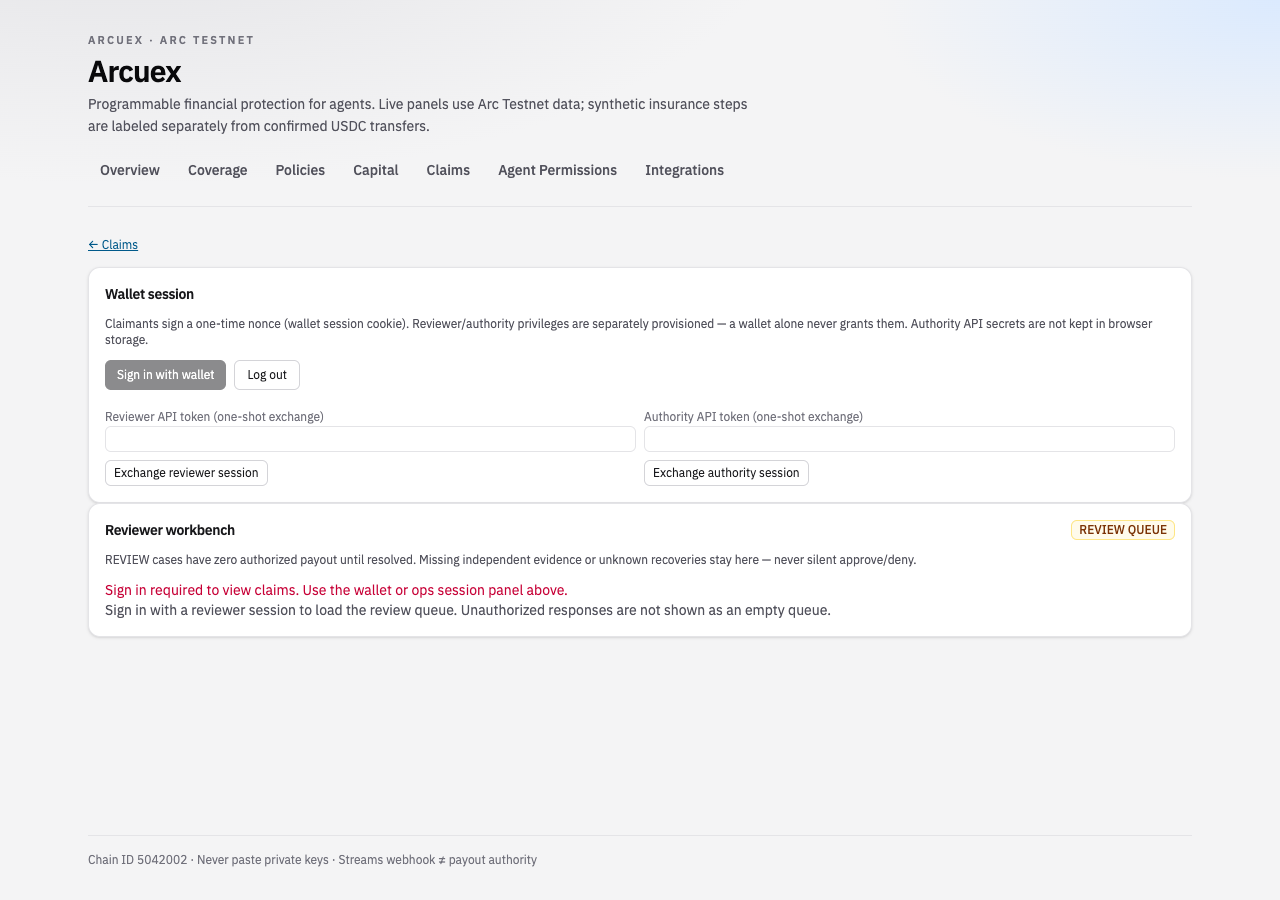 ARCUEX · ARC TESTNET
Arcuex
Programmable financial protection for agents. Live panels use Arc Testnet data; synthetic insurance steps
are labeled separately from confirmed USDC transfers.
Overview Coverage Policies Capital Claims Agent Permissions Integrations
← Claims
Wallet session
Claimants sign a one-time nonce (wallet session cookie). Reviewer/authority privileges are separately provisioned — a wallet alone never grants them. Authority API secrets are not kept in browser
storage.
Sign in with wallet Log out
Reviewer API token (one-shot exchange) Authority API token (one-shot exchange)
Exchange reviewer session Exchange authority session
Reviewer workbench REVIEW QUEUE
REVIEW cases have zero authorized payout until resolved. Missing independent evidence or unknown recoveries stay here — never silent approve/deny.
Sign in required to view claims. Use the wallet or ops session panel above.
Sign in with a reviewer session to load the review queue. Unauthorized responses are not shown as an empty queue.
Chain ID 5042002 · Never paste private keys · Streams webhook ≠ payout authority